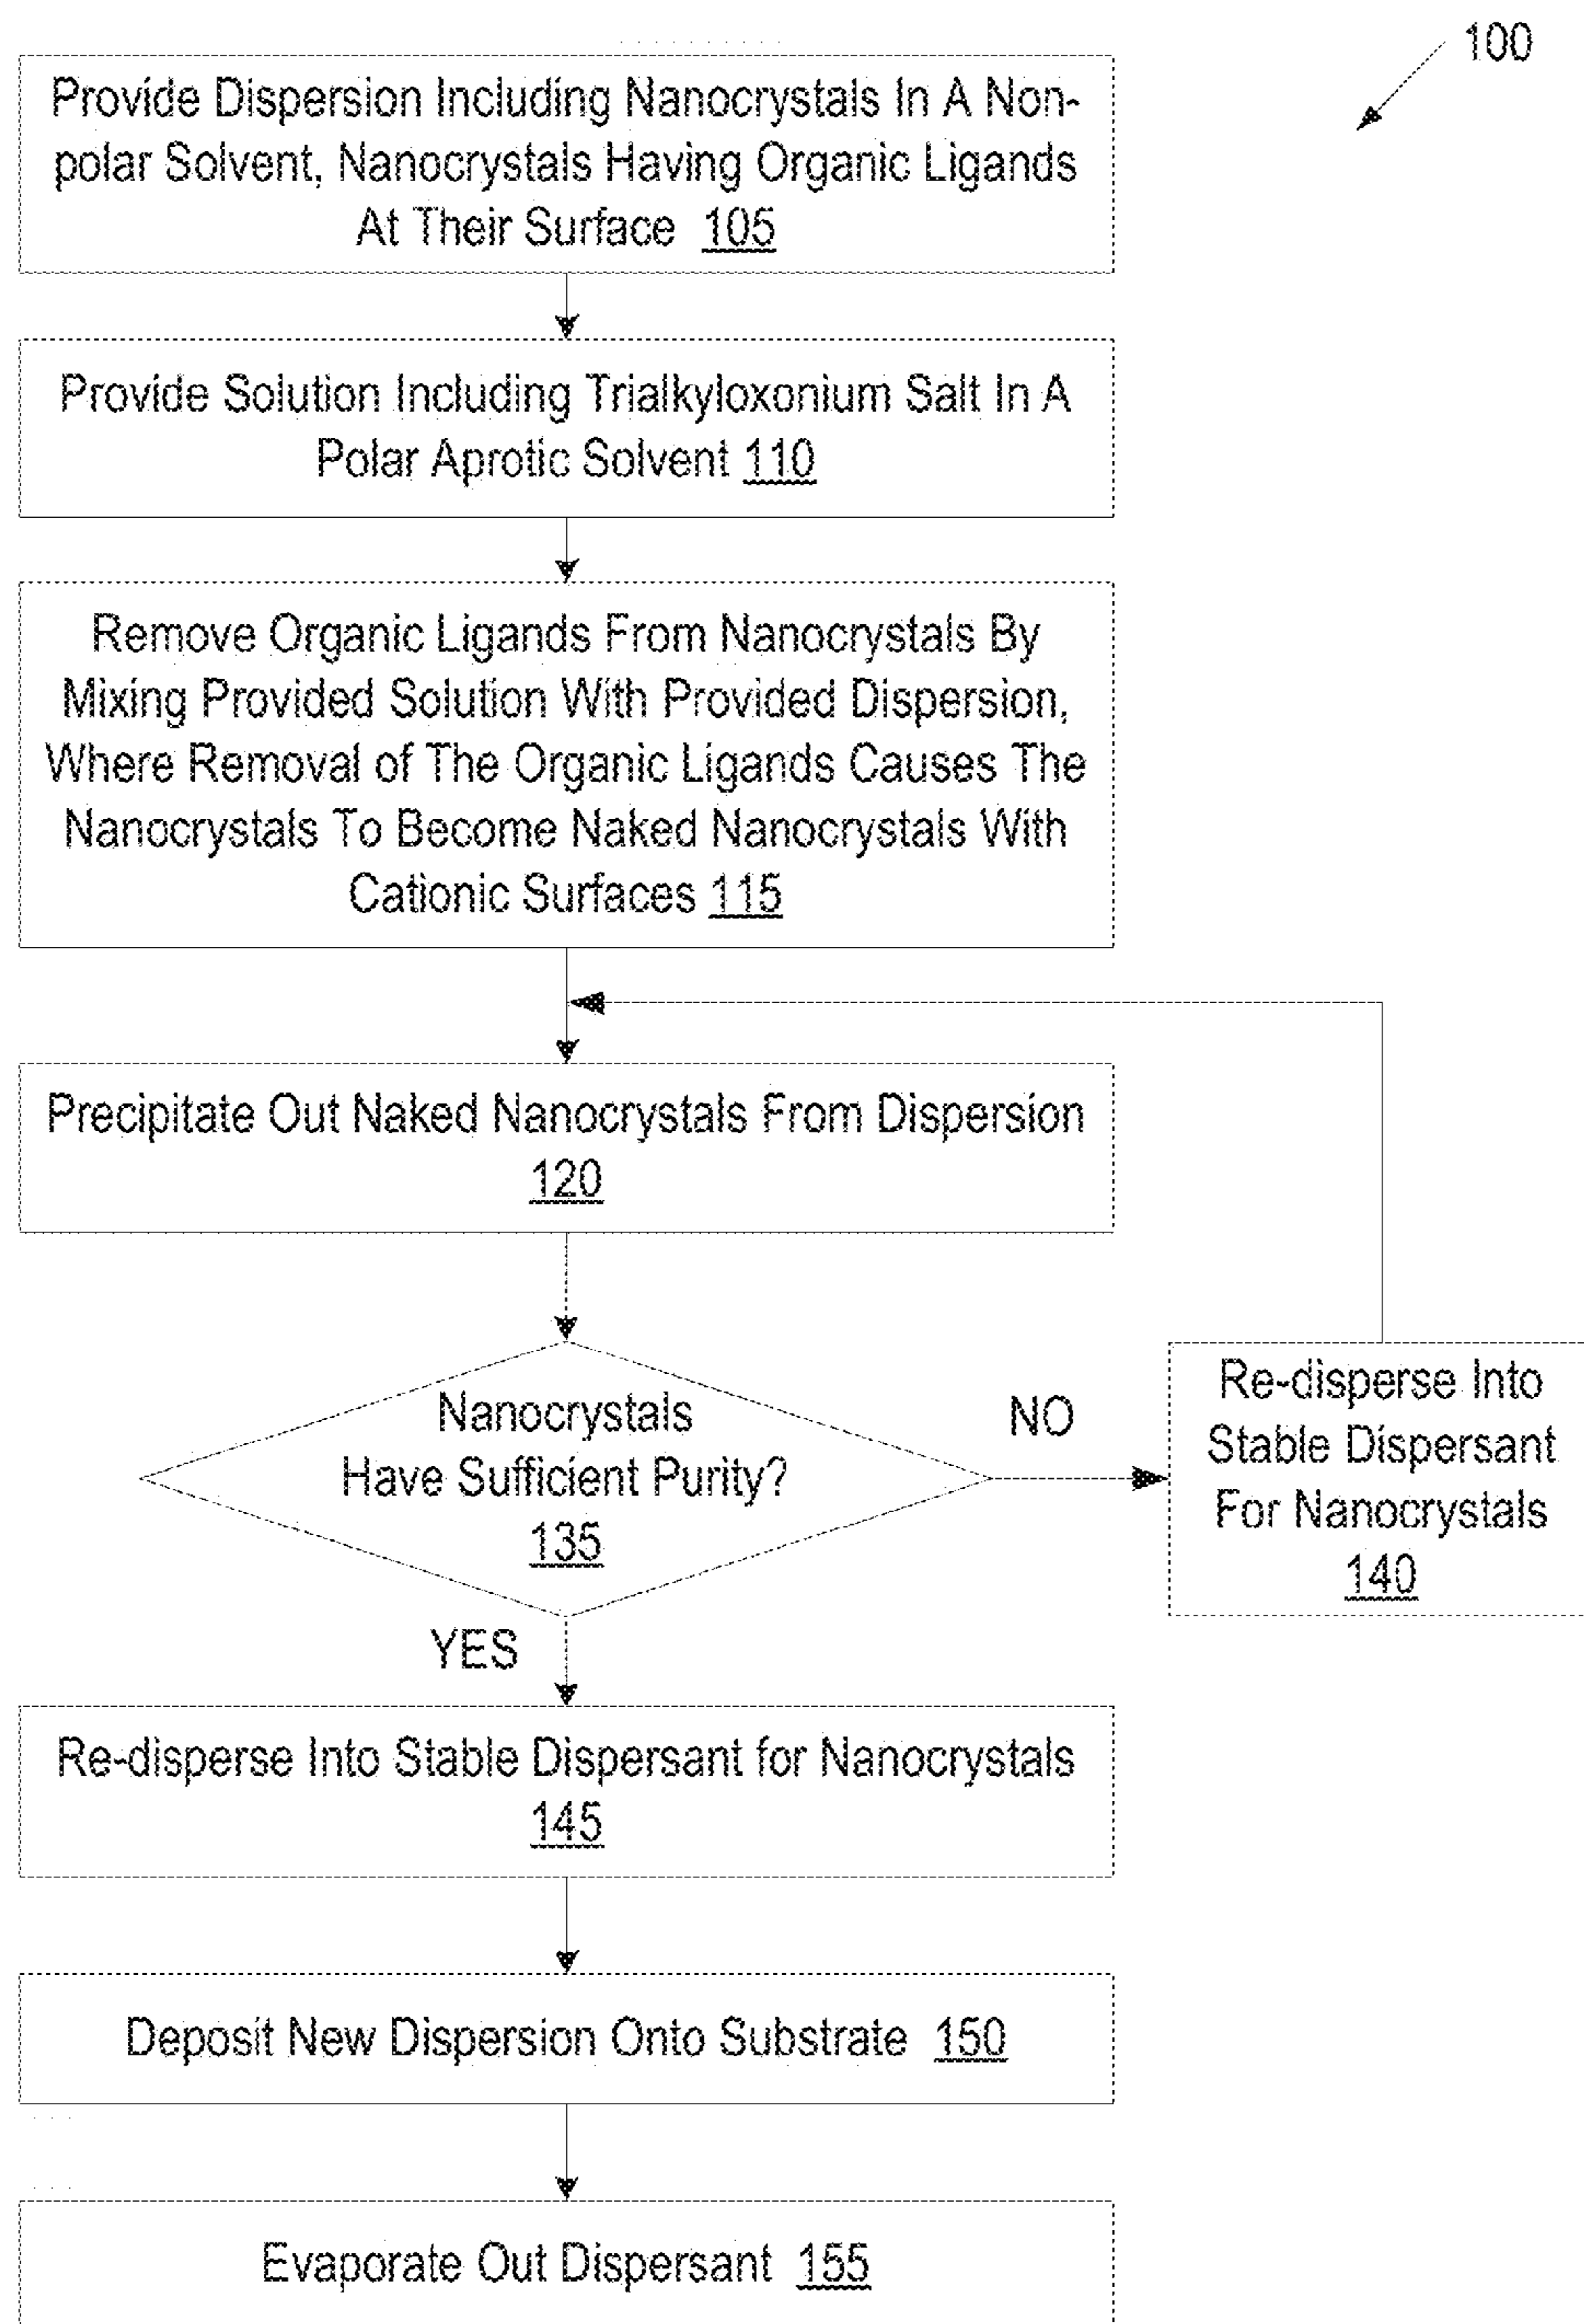 100
Provide Dispersion Including Nanocrystals In A Non-
polar Solvent, Nanocrystals Having Organic Ligands
At Their Surface 105
Provide Solution Including Trialkyloxonium Salt In A
Polar Aprotic Solvent 110
Remove Organic Ligands From Nanocrystals By
Mixing Provided Solution With Provided Dispersion,
Where Removal of The Organic Ligands Causes The
Nanocrystals To Become Naked Nanocrystals With
Cationic Surfaces 115
Precipitate Out Naked Nanocrystals From Dispersion
120
Nanocrystals
Have Sufficient Purity?
135
NO
Re-disperse Into
Stable Dispersant
For Nanocrystals
140
YES
Re-disperse Into Stable Dispersant for Nanocrystals
145
Deposit New Dispersion Onto Substrate 150
Evaporate Out Dispersant 155